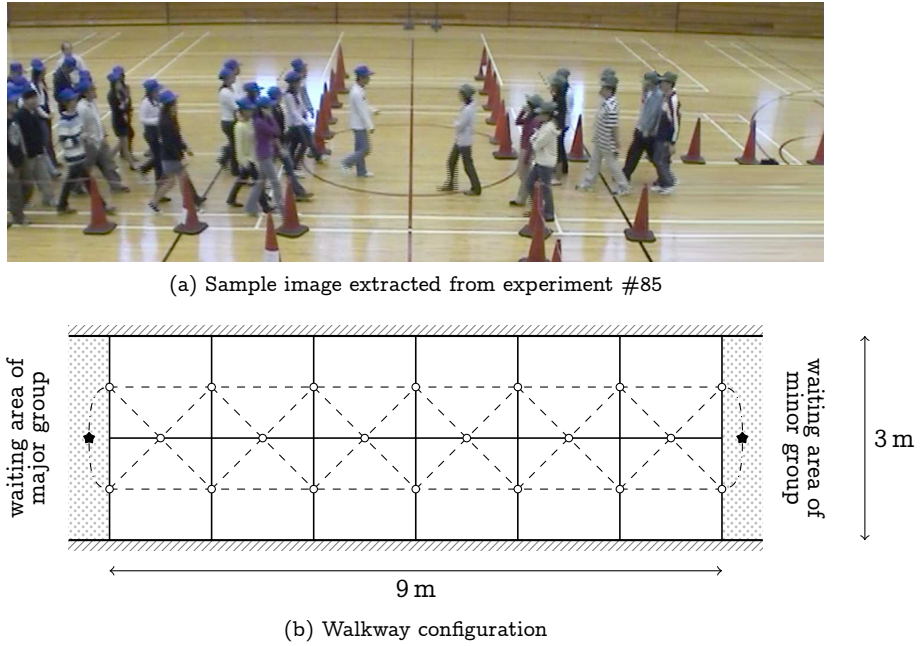 (a) Sample image extracted from experiment #85
waiting area of
major group
waiting area of
minor group
3 m
9 m
(b) Walkway configuration